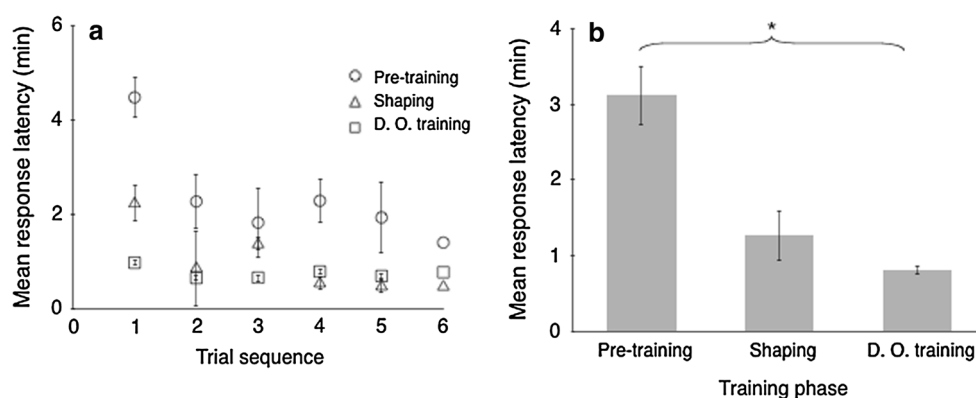 a
Mean response latency (min)
6
4
2
0
Pre-training
Shaping
D. O. training
0 1 2 3 4 5 6
Trial sequence
b
Mean response latency (min)
4
3
2
1
0
*
Pre-training Shaping D. O. training
Training phase